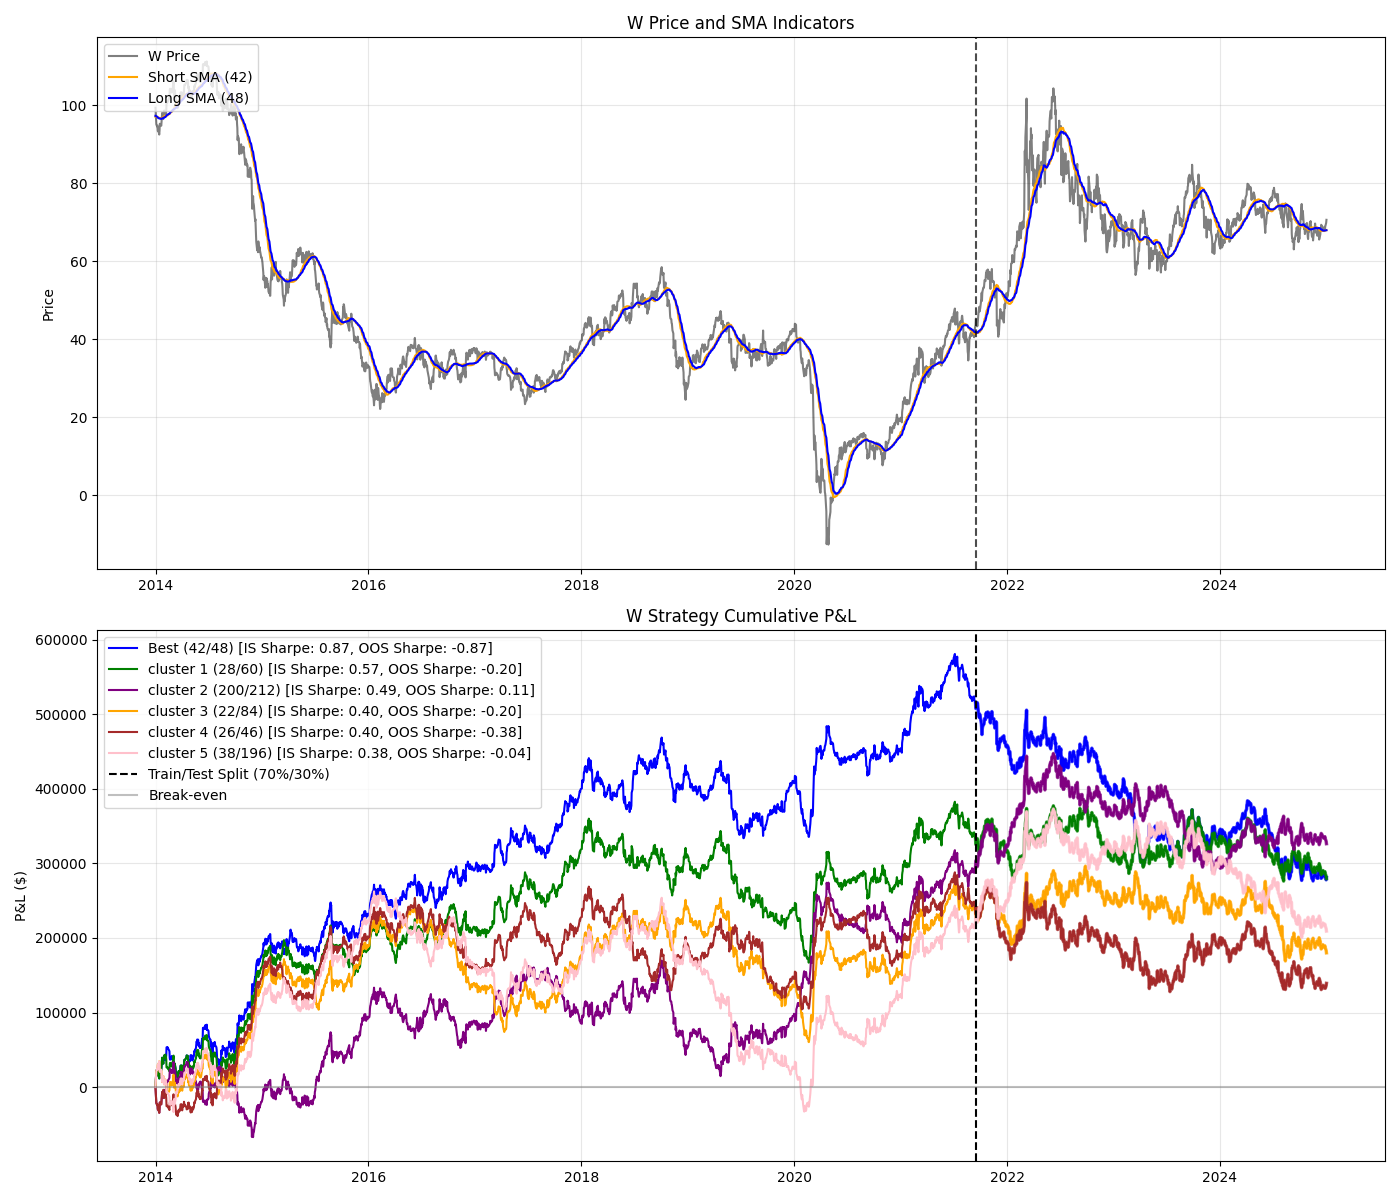 W Price and SMA Indicators
W Price
Short SMA (42)
Long SMA (48)
Price
100
80
60
40
20
0
2014 2016 2018 2020 2022 2024
W Strategy Cumulative P&L
Best (42/48) [IS Sharpe: 0.87, OOS Sharpe: -0.87]
cluster 1 (28/60) [IS Sharpe: 0.57, OOS Sharpe: -0.20]
cluster 2 (200/212) [IS Sharpe: 0.49, OOS Sharpe: 0.11]
cluster 3 (22/84) [IS Sharpe: 0.40, OOS Sharpe: -0.20]
cluster 4 (26/46) [IS Sharpe: 0.40, OOS Sharpe: -0.38]
cluster 5 (38/196) [IS Sharpe: 0.38, OOS Sharpe: -0.04]
Train/Test Split (70%/30%)
Break-even
P&L ($)
600000
500000
400000
300000
200000
100000
0
2014 2016 2018 2020 2022 2024